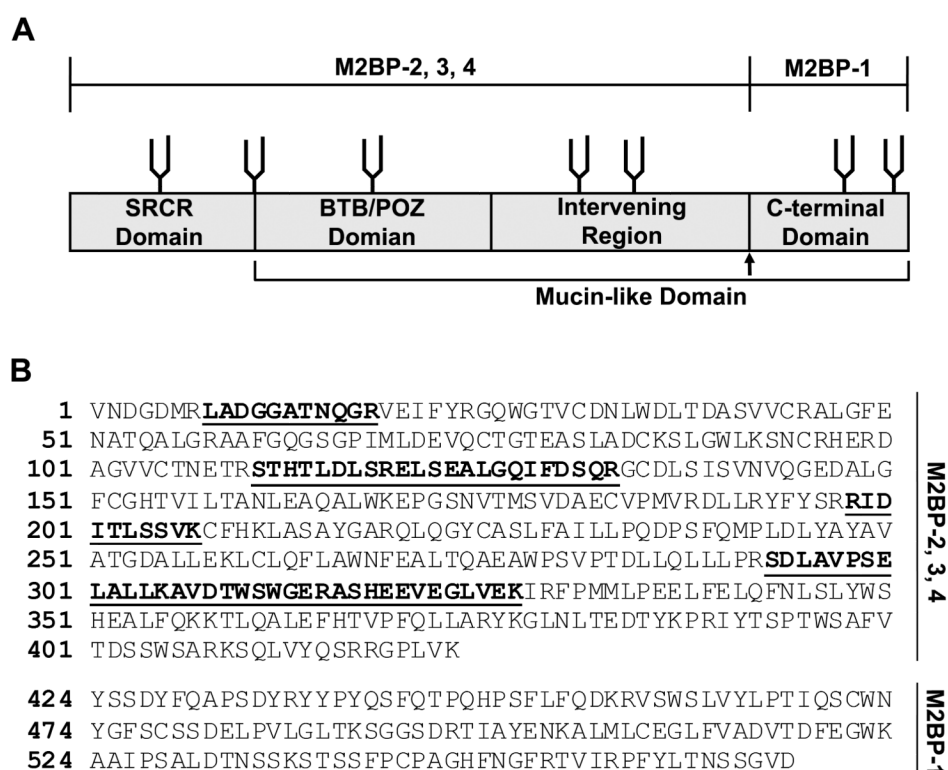 A
M2BP-2, 3, 4
M2BP-1
SRCR Domain
BTB/POZ Domian
Intervening Region
C-terminal Domain
Mucin-like Domain
B
1 VNDGDMRLADGGATNQGRVEIFYRGQWGTVCDNLWDLTDASVVCRALGFE
51 NATQALGRAAFGQGSGPIMLDEVQCTGTEASLADCKSLGWLKSNCRHERD
101 AGVVCTNETRSTHTLDLSRELSEALGQIFDSQRGCDLSISVNVQGEDALG
151 FCGHTVILTANLEAQALWKEPGSNVTMSVDAECVPMVRDLLRYFYSRRID
201 ITLSSVKCFHKLASAYGARQLQGYCASLFAILLPQDPSFQMPLDLYAYAV
251 ATGDALLEKLCLQFLAWNFEALTQAEAWPSVPTDLLQLLLPRSDLAVPSE
301 LALLKAVDTWSWGERASHEEVEGLVEKIRFPMMLPEELFELQFNLSLYWS
351 HEALFQKKTLQALEFHTVPFQLLARYKGLNLTEDTYKPRIYTSPTWSAFV
401 TDSSWSARKSQLVYQSRRGPLVK
M2BP-2, 3, 4
424 YSSDYFQAPSDYRYYPYQSFQTPQHPSFLFQDKRVSWSLVYLPTIQSCWN
474 YGFSCSSDELPVLGLTKSGGSDRTIAYENKALMLCEGLFVADVTDFEGWK
524 AAIPSALDTNSSKSTSSFPCPAGHFNGFRTVIRPFYLTNSSGVD
M2BP-1